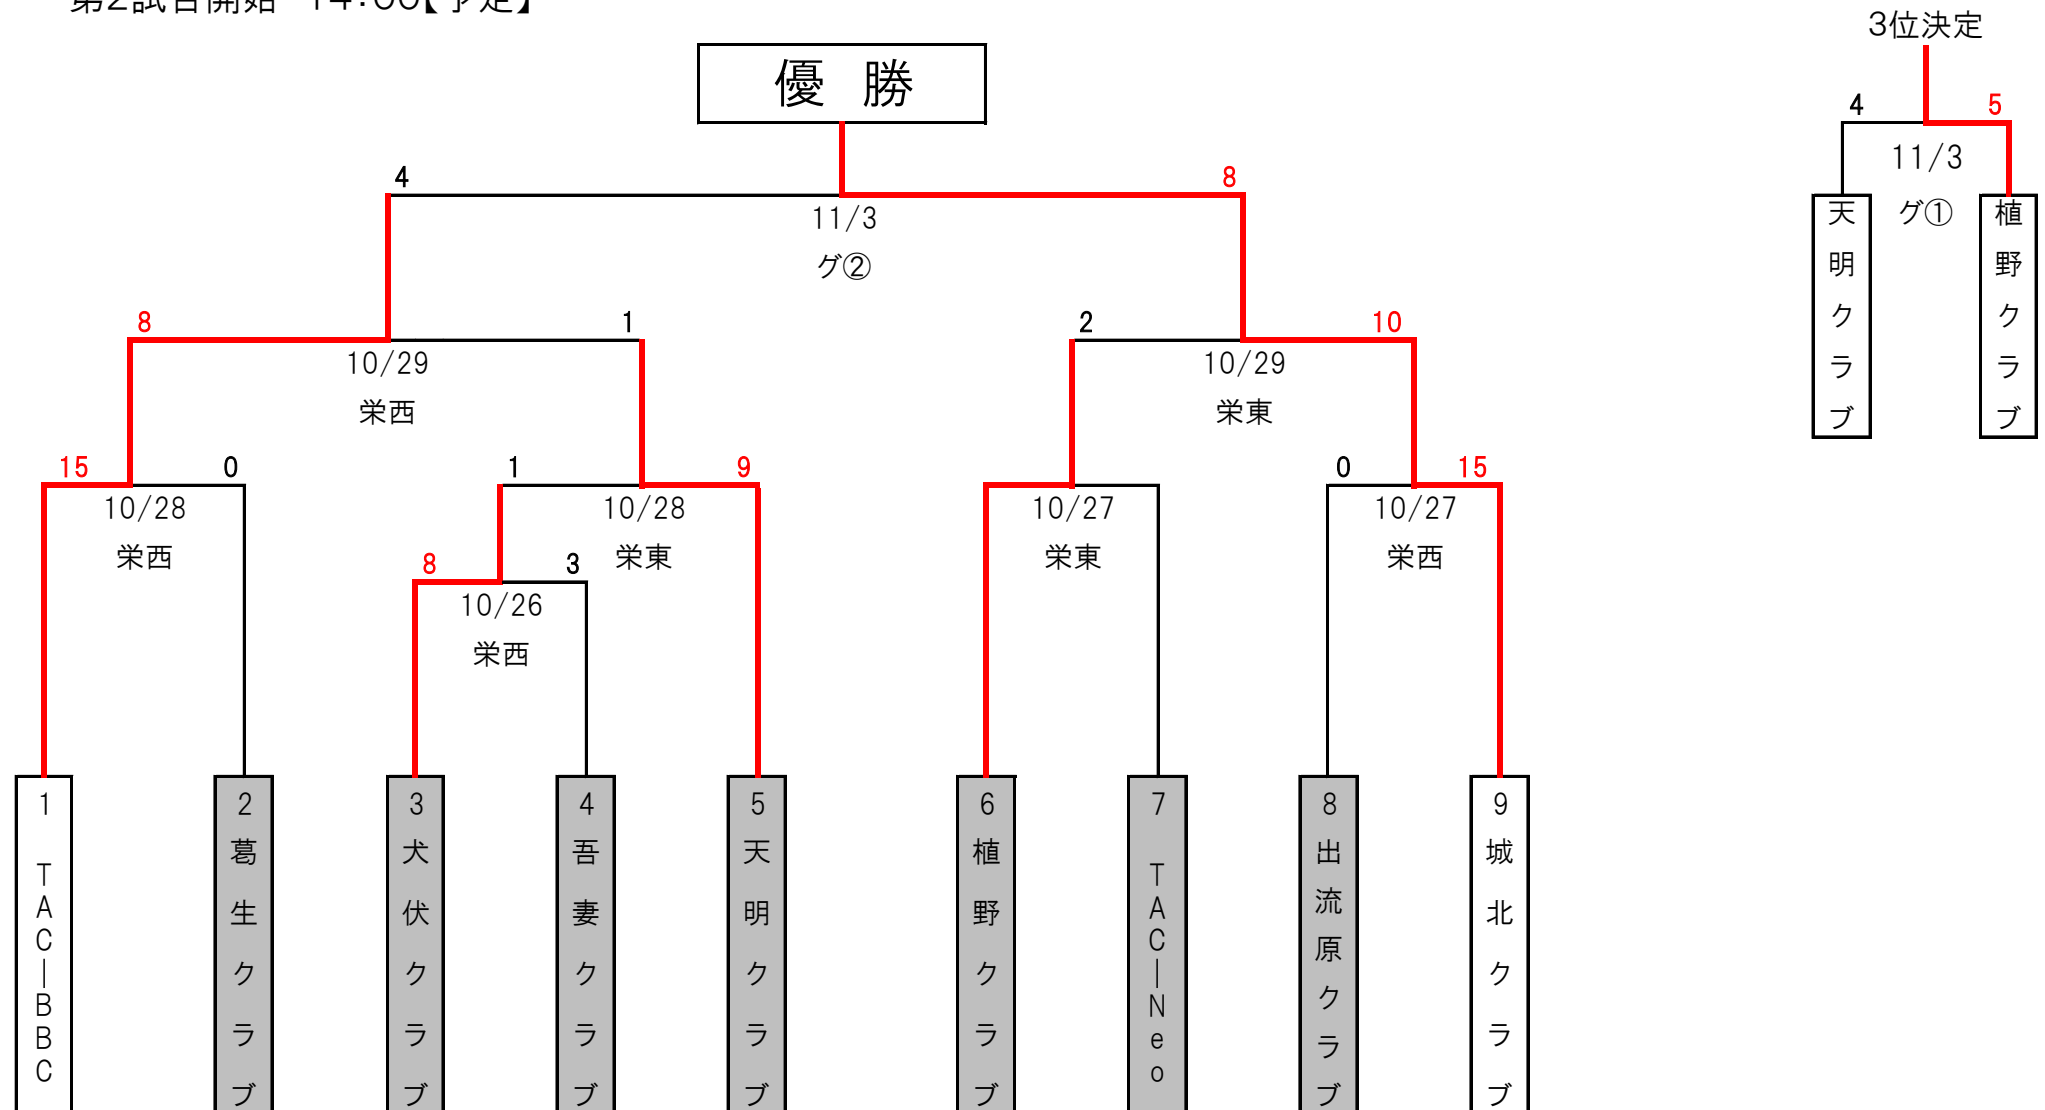 3位決定
優 勝
4
5
11/3
グ①
天明クラブ
植野クラブ
4
8
11/3
グ②
8
1
2
10
10/29
栄西
10/29
栄東
15
0
1
9
0
15
10/28
栄西
10/28
栄東
10/27
栄東
10/27
栄西
8
3
10/26
栄西
1 TAC―BBC
2 葛生クラブ
3 犬伏クラブ
4 吾妻クラブ
5 天明クラブ
6 植野クラブ
7 TAC―Neo
8 出流原クラブ
9 城北クラブ